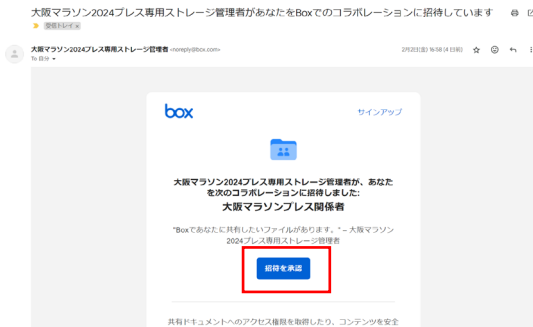 大阪マラソン2024プレス専用ストレージ管理者があなたをBoxでのコラボレーションに招待しています
受信トレイ ×
大阪マラソン2024プレス専用ストレージ管理者 <noreply@box.com>
To 自分
box
サインアップ
大阪マラソン2024プレス専用ストレージ管理者が、あなた
を次のコラボレーションに招待しました:
大阪マラソンプレス関係者
"Boxであなたに共有したいファイルがあります。" – 大阪マラソン
2024プレス専用ストレージ管理者
招待を承認
共有ドキュメントへのアクセス権限を取得したり、コンテンツを安全